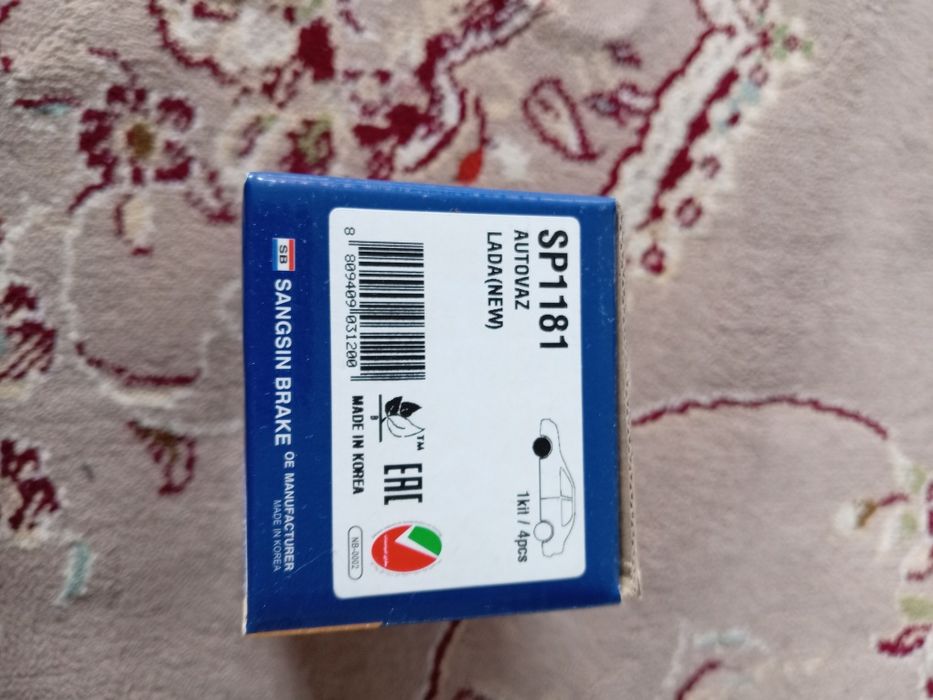 SP1181
AUTOVAZ
LADA(NEW)
1kit / 4pcs
8 809409 031200
B
TM
MADE IN KOREA
EAC
NB-0002
SB SANGSIN BRAKE OE MANUFACTURER
MADE IN KOREA